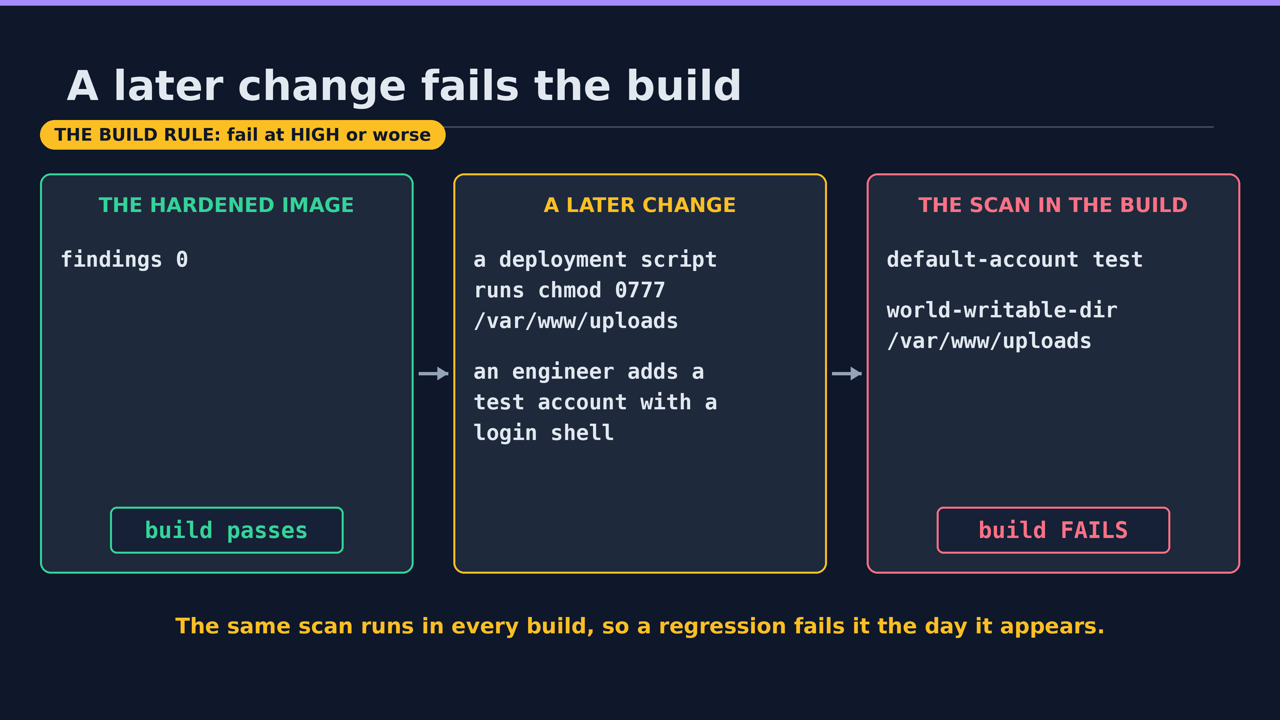 A later change fails the build
THE BUILD RULE: fail at HIGH or worse
THE HARDENED IMAGE
findings 0
build passes
A LATER CHANGE
a deployment script
runs chmod 0777
/var/www/uploads
an engineer adds a
test account with a
login shell
THE SCAN IN THE BUILD
default-account test
world-writable-dir
/var/www/uploads
build FAILS
The same scan runs in every build, so a regression fails it the day it appears.